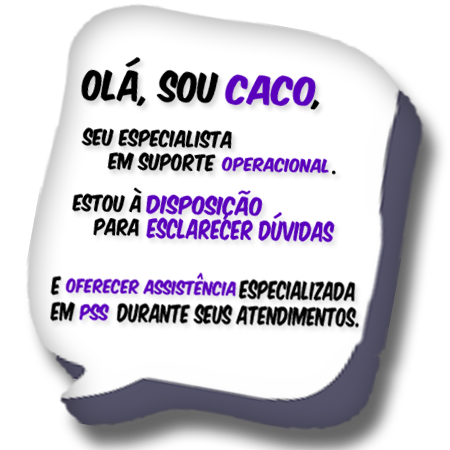 OLÁ, SOU CACO,
SEU ESPECIALISTA
EM SUPORTE OPERACIONAL.
ESTOU À DISPOSIÇÃO
PARA ESCLARECER DÚVIDAS
E OFERECER ASSISTÊNCIA ESPECIALIZADA
EM PSS DURANTE SEUS ATENDIMENTOS.